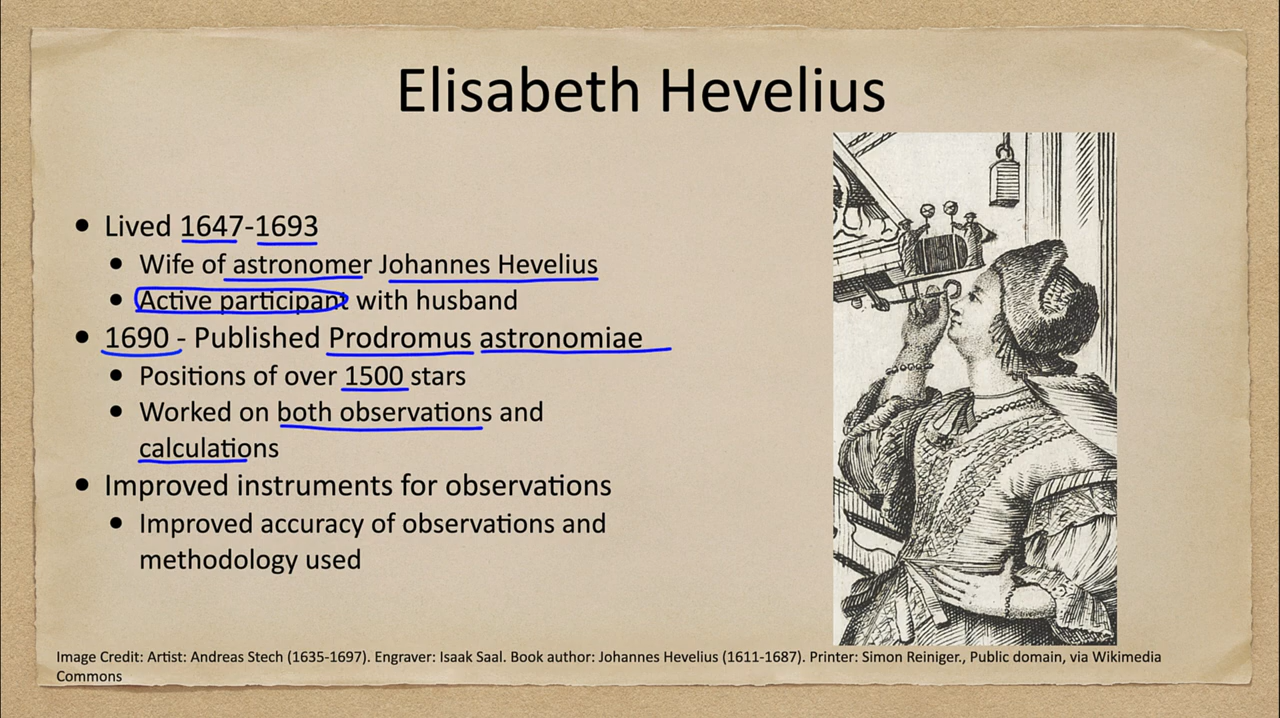 Elisabeth Hevelius
• Lived 1647-1693
• Wife of astronomer Johannes Hevelius
• Active participant with husband
• 1690 - Published Prodromus astronomiae
• Positions of over 1500 stars
• Worked on both observations and
calculations
• Improved instruments for observations
• Improved accuracy of observations and
methodology used
Image Credit: Artist: Andreas Stech (1635-1697). Engraver: Isaak Saal. Book author: Johannes Hevelius (1611-1687). Printer: Simon Reiniger., Public domain, via Wikimedia
Commons